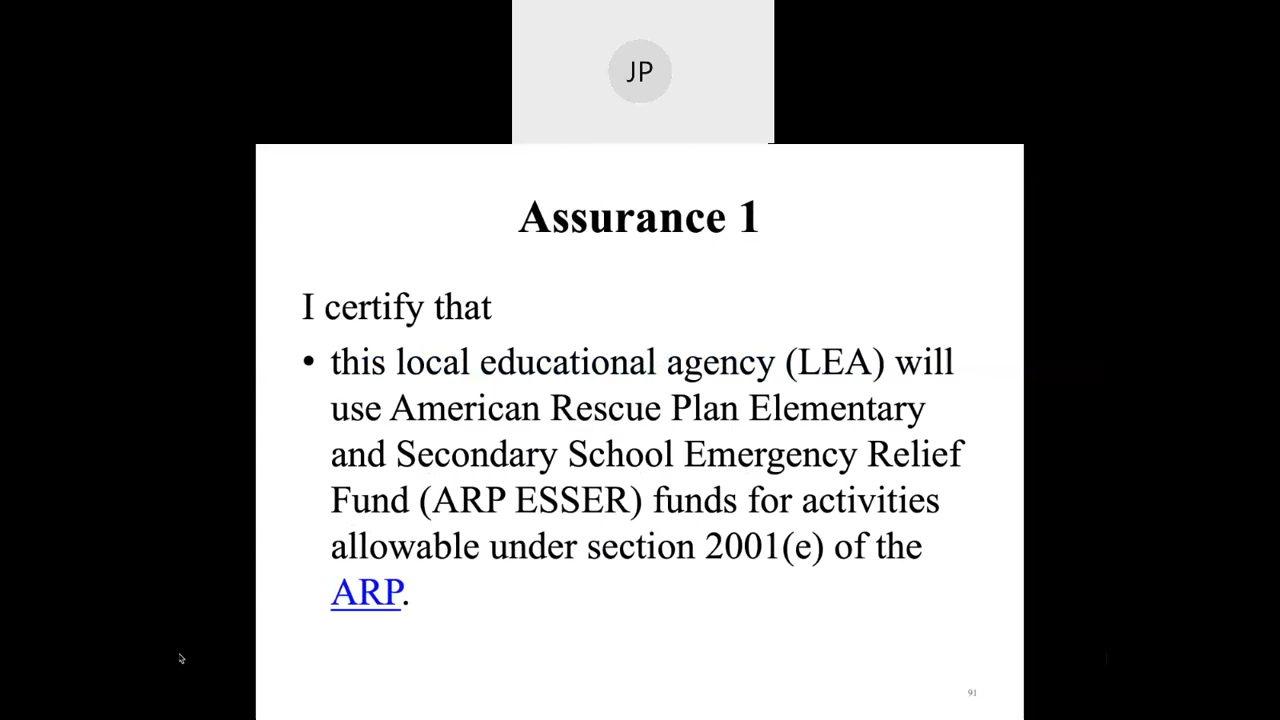 JP
Assurance 1
I certify that
• this local educational agency (LEA) will
use American Rescue Plan Elementary
and Secondary School Emergency Relief
Fund (ARP ESSER) funds for activities
allowable under section 2001(e) of the
ARP.
91